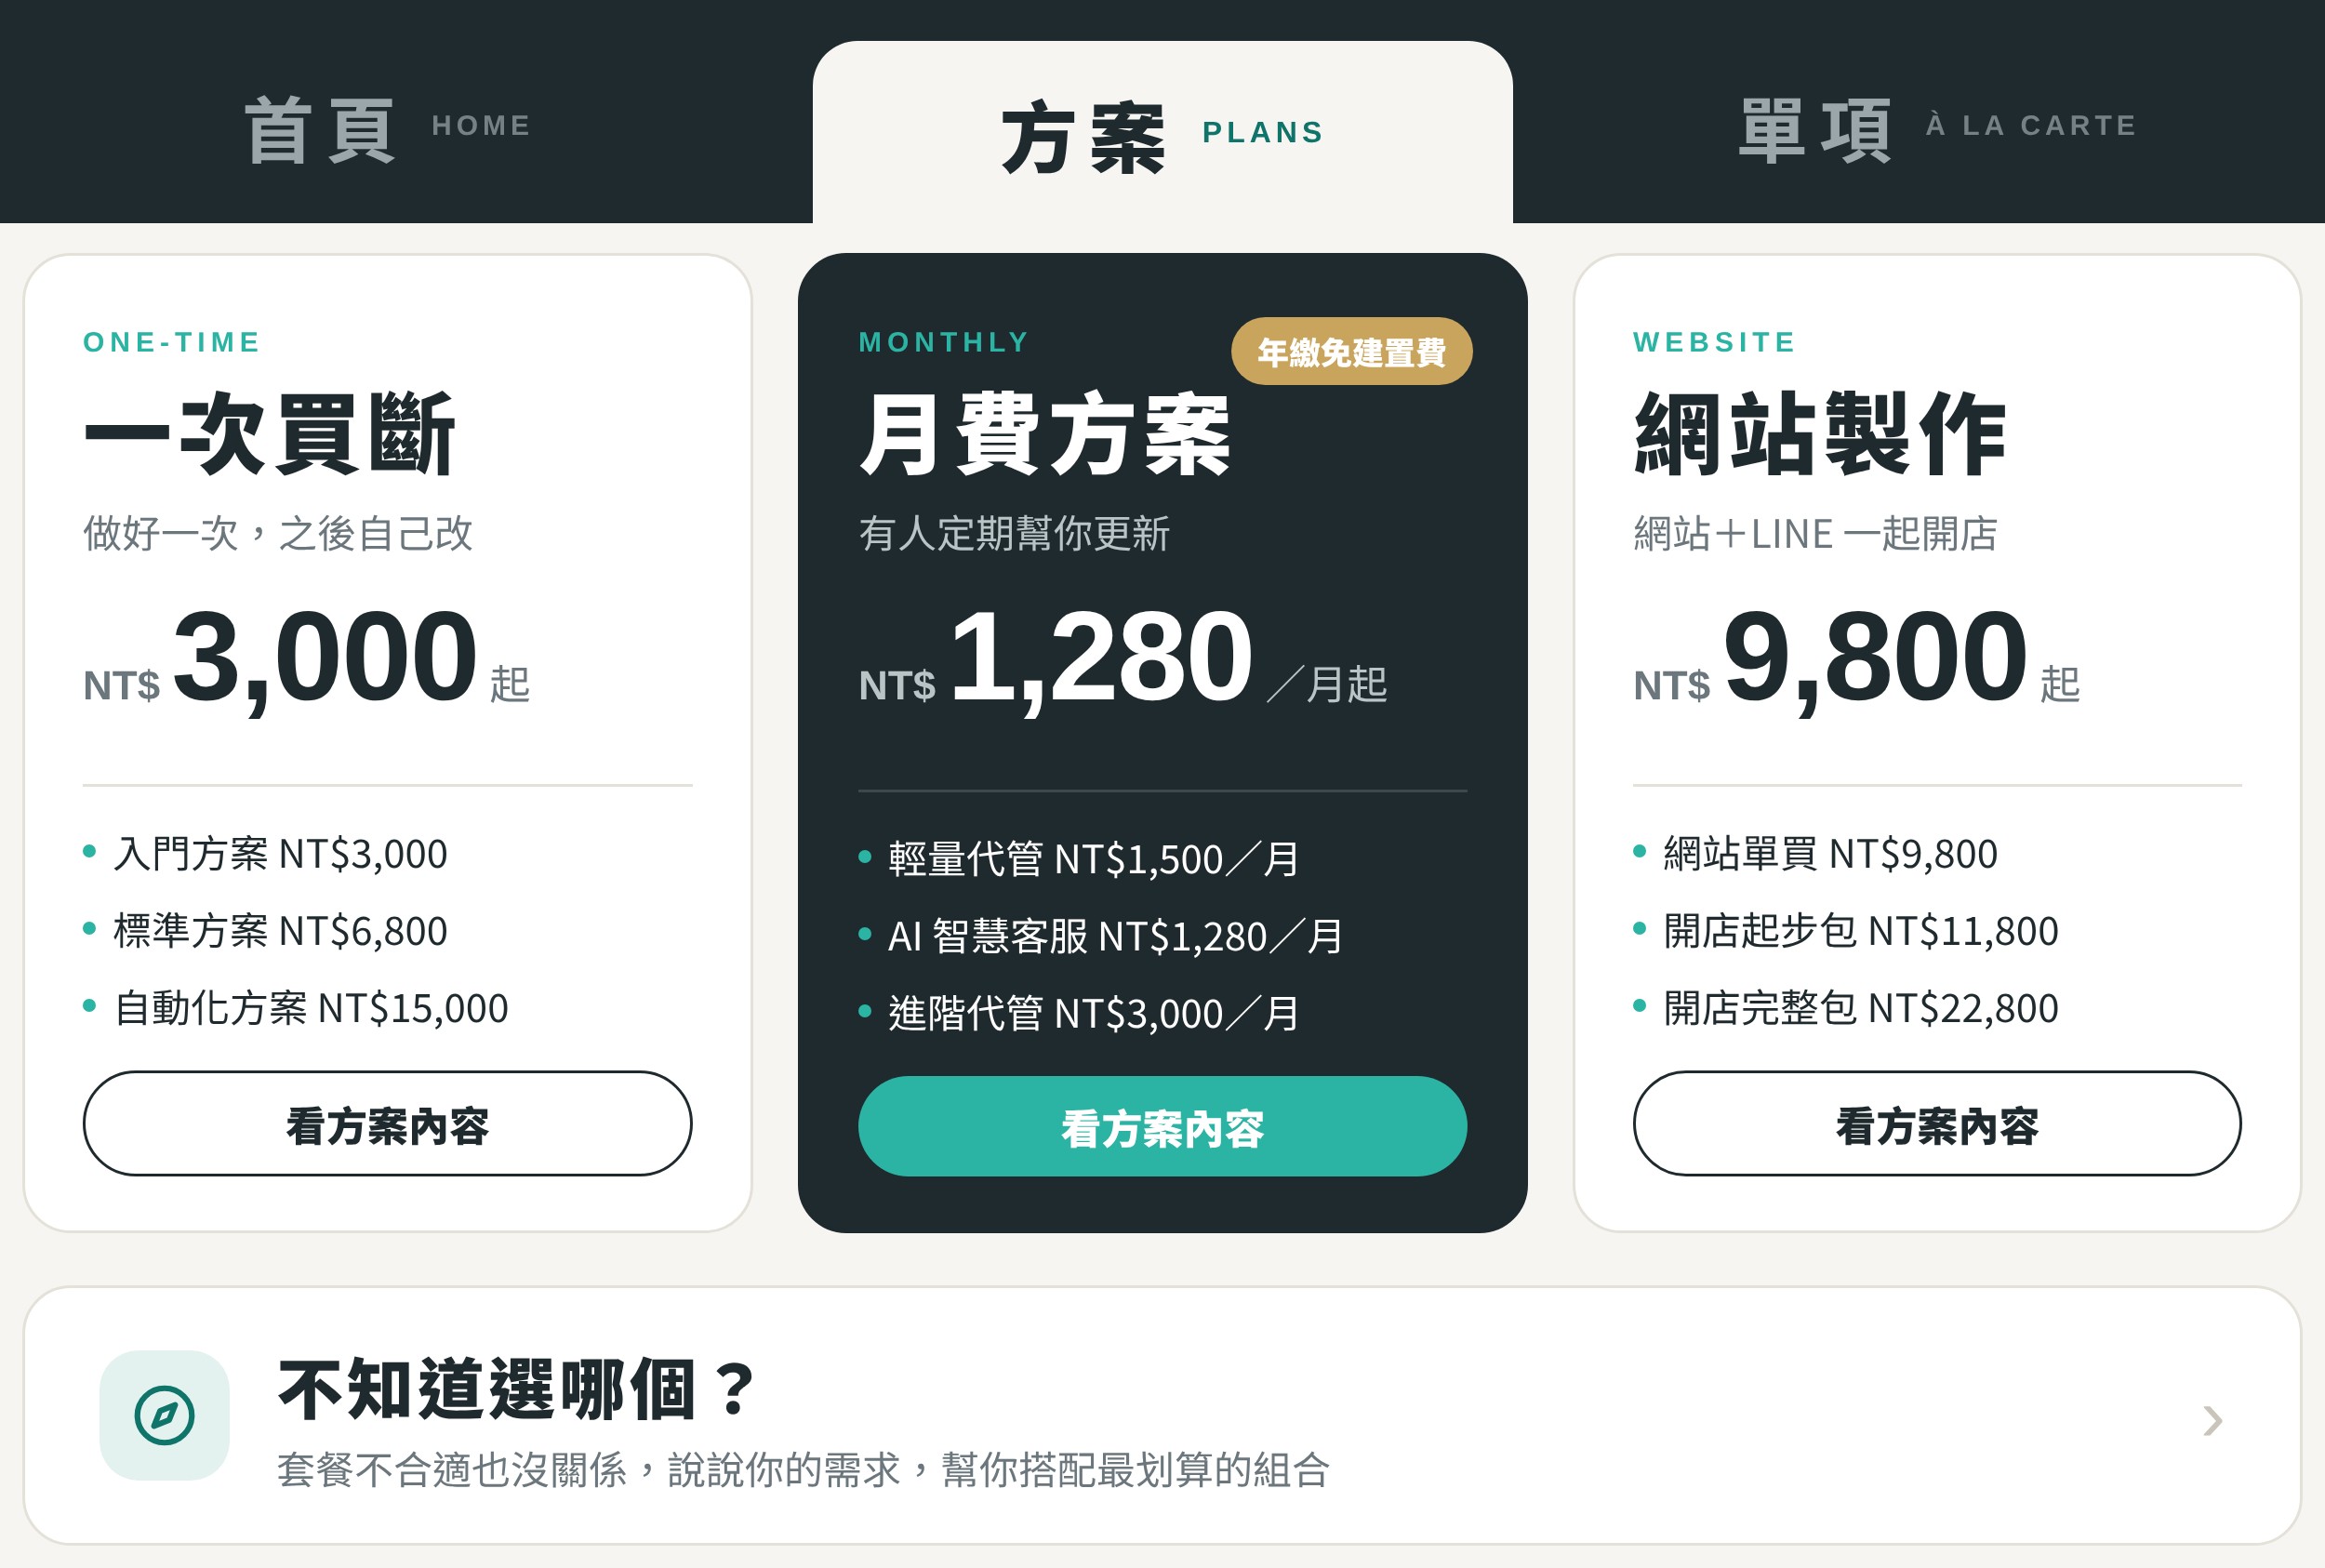 首頁 HOME
方案 PLANS
單項 À LA CARTE
ONE-TIME
一次買斷
做好一次，之後自己改
NT$ 3,000 起
入門方案 NT$3,000
標準方案 NT$6,800
自動化方案 NT$15,000
看方案內容
MONTHLY
年繳免建置費
月費方案
有人定期幫你更新
NT$ 1,280 ／月起
輕量代管 NT$1,500／月
AI 智慧客服 NT$1,280／月
進階代管 NT$3,000／月
看方案內容
WEBSITE
網站製作
網站＋LINE 一起開店
NT$ 9,800 起
網站單買 NT$9,800
開店起步包 NT$11,800
開店完整包 NT$22,800
看方案內容
不知道選哪個？
套餐不合適也沒關係，說說你的需求，幫你搭配最划算的組合